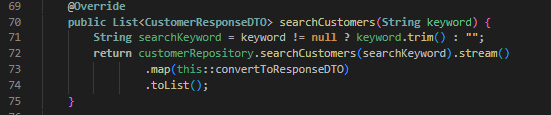 69 @Override
70 public List<CustomerResponseDTO> searchCustomers(String keyword) {
71 String searchKeyword = keyword != null ? keyword.trim() : "";
72 return customerRepository.searchCustomers(searchKeyword).stream()
73 .map(this::convertToResponseDTO)
74 .toList();
75 }